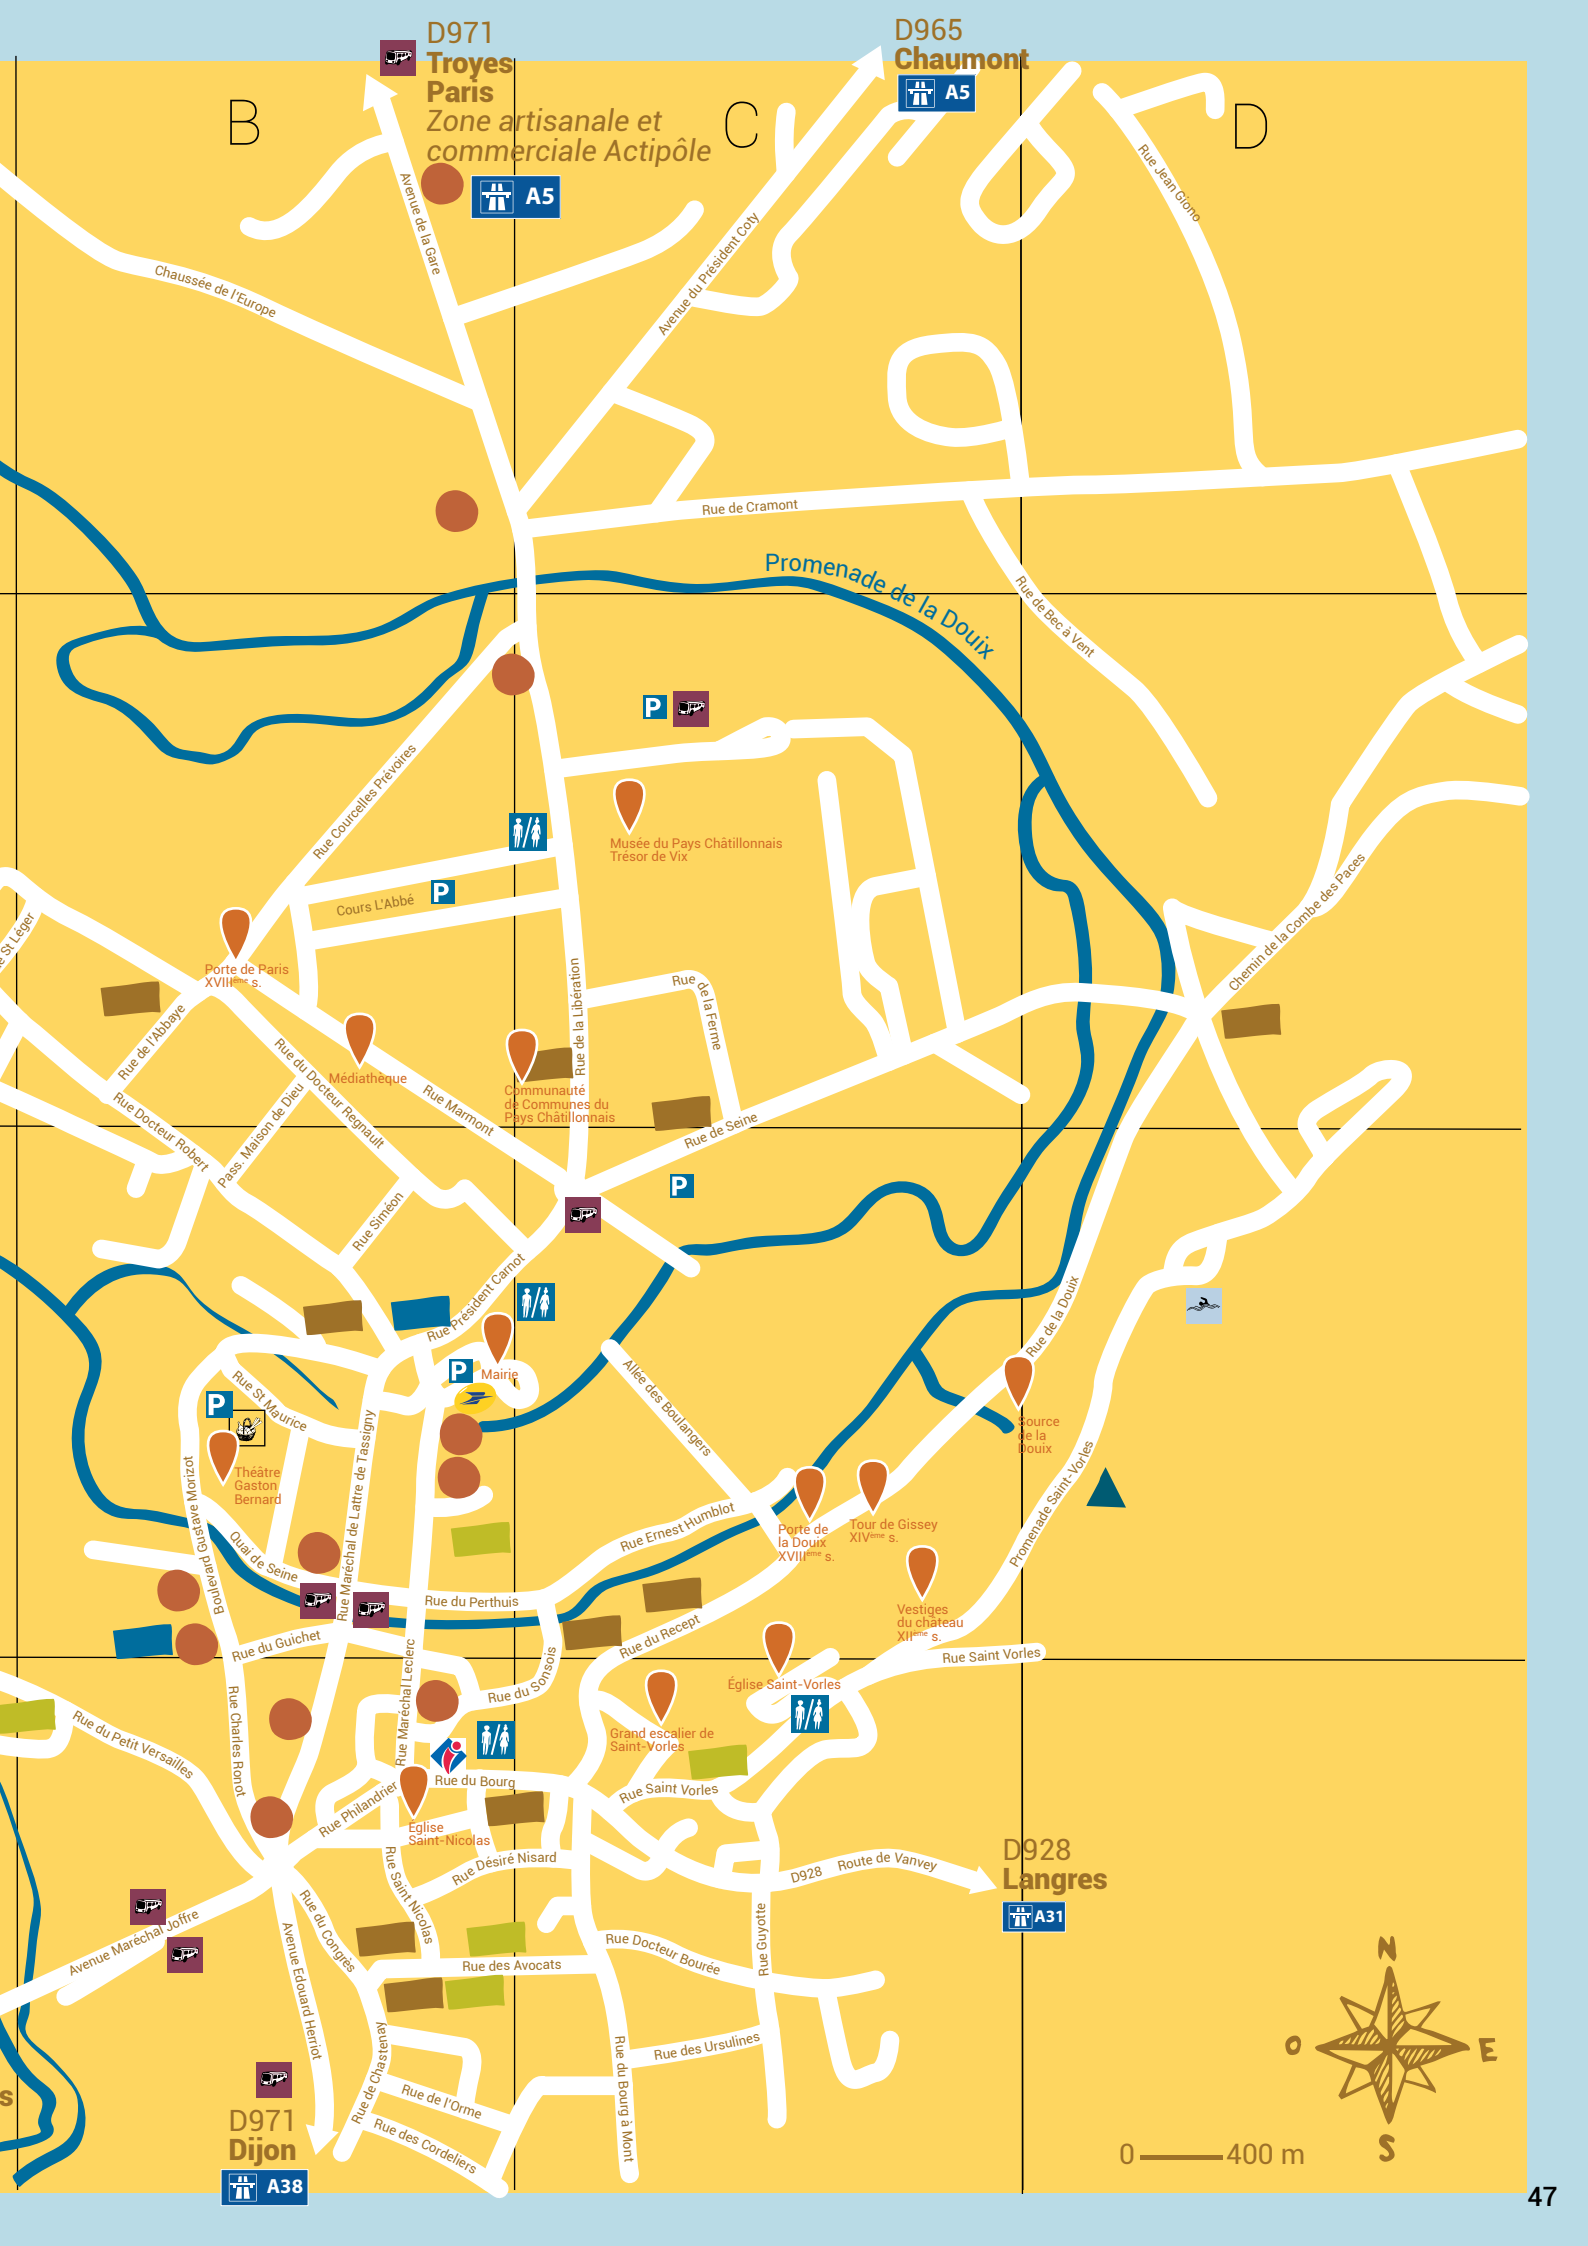 D971
Troyes
Paris
Zone artisanale et
commerciale Actipôle
A5
D965
Chaumont
A5
B
C
D
Rue Jean Giono
Avenue de la Gare
Chaussée de l'Europe
Avenue du Président Coty
Rue de Cramont
Promenade de la Douix
Rue de Bec à Vent
P
Rue Courcelles Prévoires
Musée du Pays Châtillonnais
Trésor de Vix
Cours L'Abbé
P
Chemin de la Combe des Paces
e St Léger
Porte de Paris
XVIIIème s.
Rue de la Libération
Rue de la Ferme
Rue de l'Abbaye
Rue du Docteur Regnault
Médiathèque
Rue Marmont
Communauté
de Communes du
Pays Châtillonnais
Rue de Seine
Rue Docteur Robert
Pass. Maison de Dieu
P
Rue Siméon
Rue Président Carnot
Rue de la Douix
P
Mairie
Allée des Boulangers
Rue St Maurice
P
Source
de la
Douix
Théâtre
Gaston
Bernard
Boulevard Gustave Morizot
Rue Maréchal de Lattre de Tassigny
Promenade Saint-Vorles
Quai de Seine
Rue Ernest Humblot
Porte de
la Douix
XVIIIème s.
Tour de Gissey
XIVème s.
Rue du Perthuis
Vestiges
du château
XIIème s.
Rue du Guichet
Rue du Recept
Rue Saint Vorles
Rue du Sonsois
Église Saint-Vorles
Rue Maréchal Leclerc
Rue Charles Ronot
Rue du Petit Versailles
Grand escalier de
Saint-Vorles
Rue du Bourg
Rue Saint Vorles
Rue Philandrier
Église
Saint-Nicolas
Rue Désiré Nisard
D928 Route de Vanvey
D928
Langres
A31
Rue Saint Nicolas
Rue du Congrès
Avenue Maréchal Joffre
Avenue Edouard Herriot
Rue des Avocats
Rue Docteur Bourée
Rue Guyotte
Rue des Ursulines
Rue du Bourg à Mont
Rue de Chastenay
Rue de l'Orme
Rue des Cordeliers
s
D971
Dijon
A38
N
O
E
S
0
400 m
47